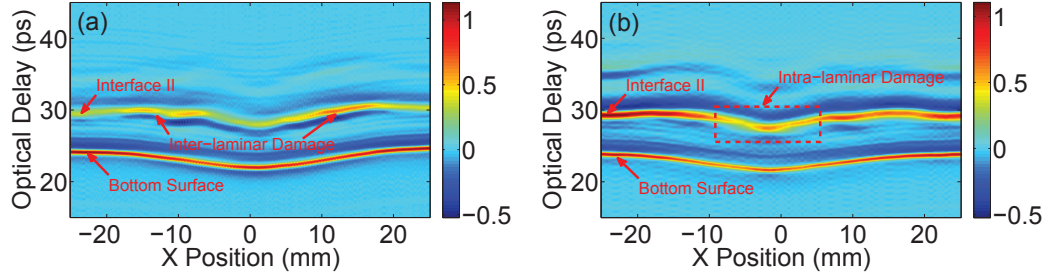 (a)
Optical Delay (ps)
40
30
20
Interface II
Inter-laminar Damage
Bottom Surface
−20 −10 0 10 20
X Position (mm)
1
0.5
0
−0.5
(b)
Optical Delay (ps)
40
30
20
Interface II
Intra-laminar Damage
Bottom Surface
−20 −10 0 10 20
X Position (mm)
1
0.5
0
−0.5